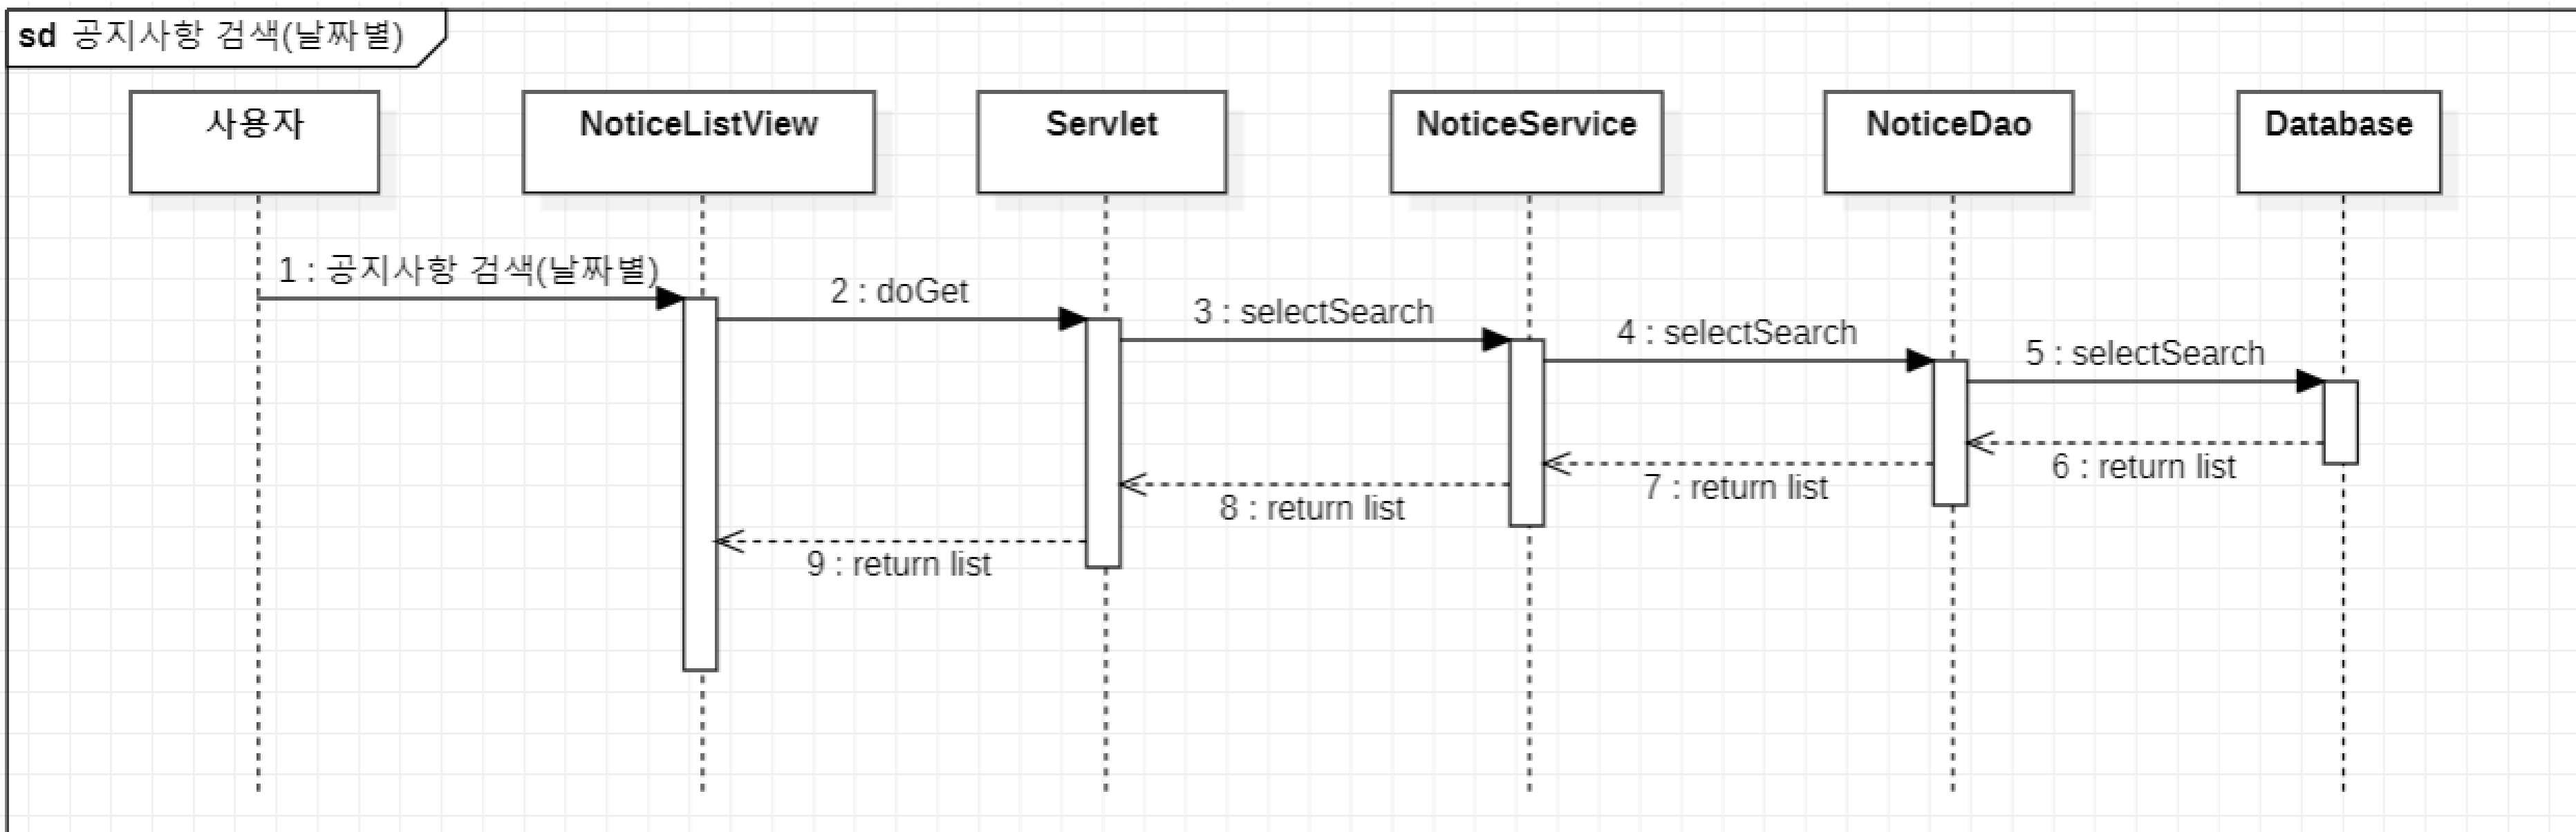 sd 공지사항 검색(날짜별)
사용자
NoticeListView
Servlet
NoticeService
NoticeDao
Database
1 : 공지사항 검색(날짜별)
2 : doGet
3 : selectSearch
4 : selectSearch
5 : selectSearch
6 : return list
7 : return list
8 : return list
9 : return list